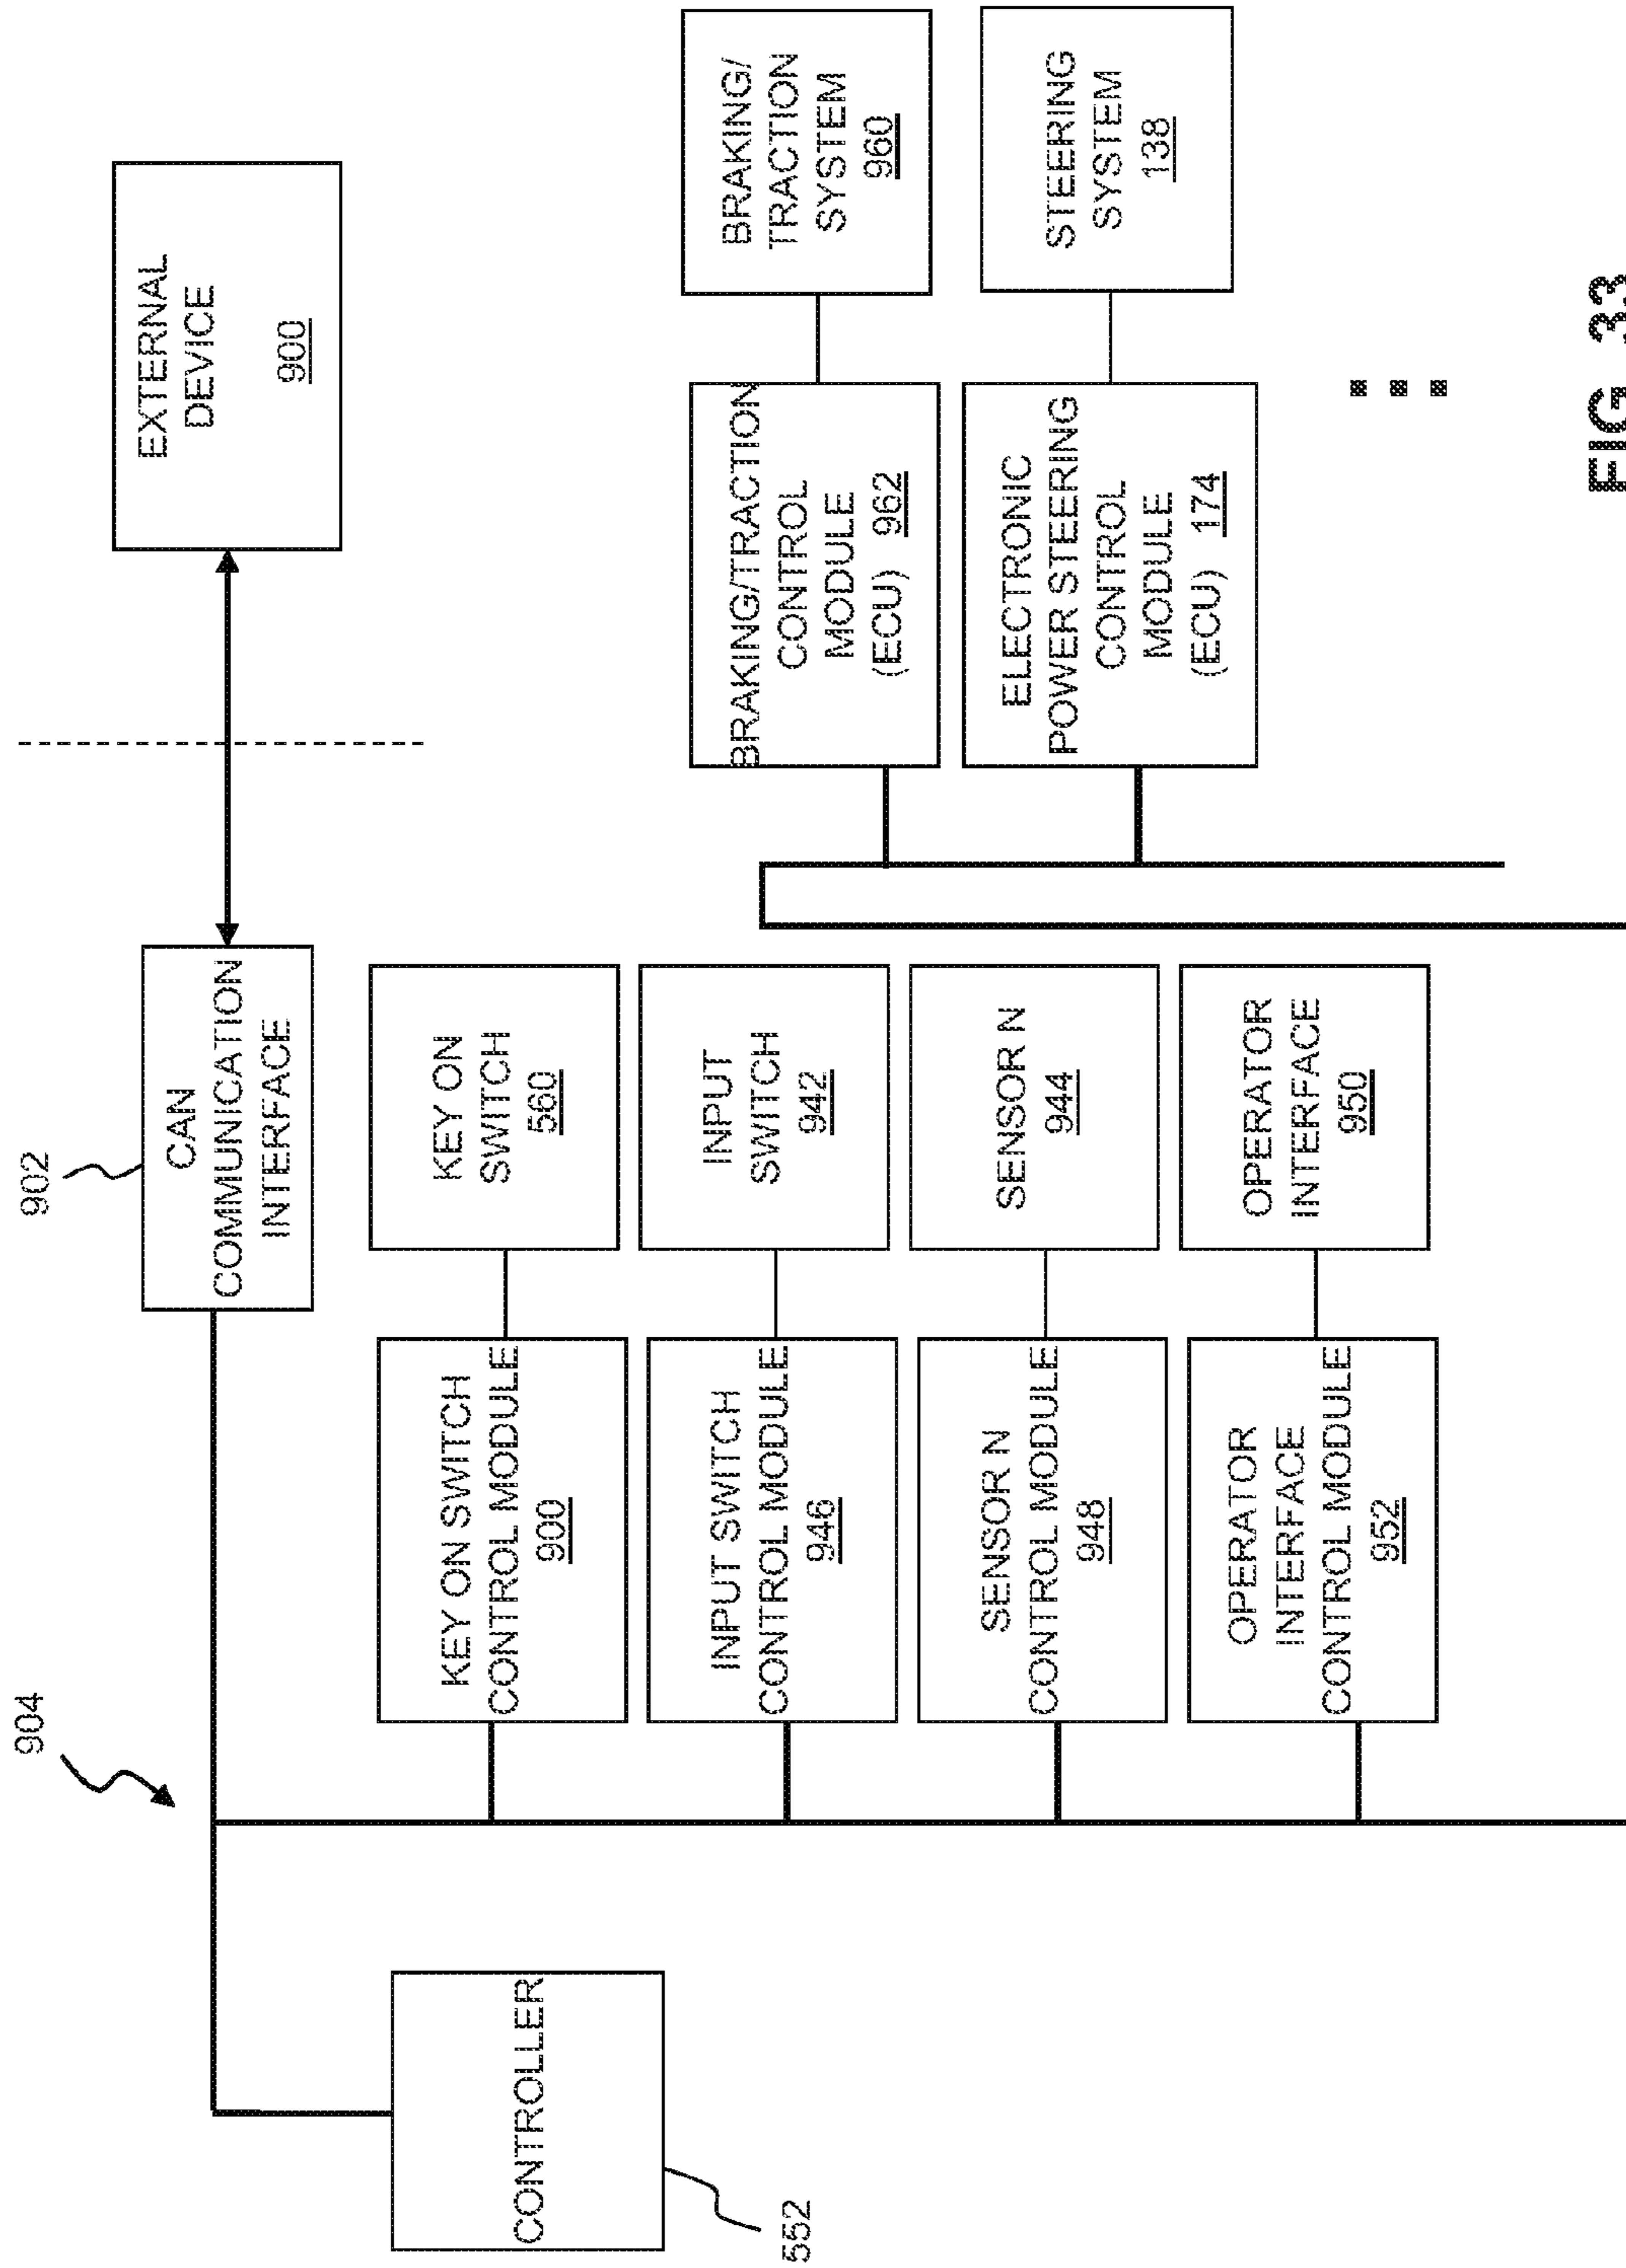 904
902
CAN
COMMUNICATION
INTERFACE
EXTERNAL
DEVICE
900
CONTROLLER
552
KEY ON SWITCH
CONTROL MODULE
900
KEY ON
SWITCH
560
INPUT SWITCH
CONTROL MODULE
946
INPUT
SWITCH
942
SENSOR N
CONTROL MODULE
948
SENSOR N
944
OPERATOR
INTERFACE
CONTROL MODULE
952
OPERATOR
INTERFACE
950
BRAKING/TRACTION
CONTROL
MODULE
(ECU) 962
BRAKING/
TRACTION
SYSTEM
960
ELECTRONIC
POWER STEERING
CONTROL
MODULE
(ECU) 174
STEERING
SYSTEM
138
FIG. 33